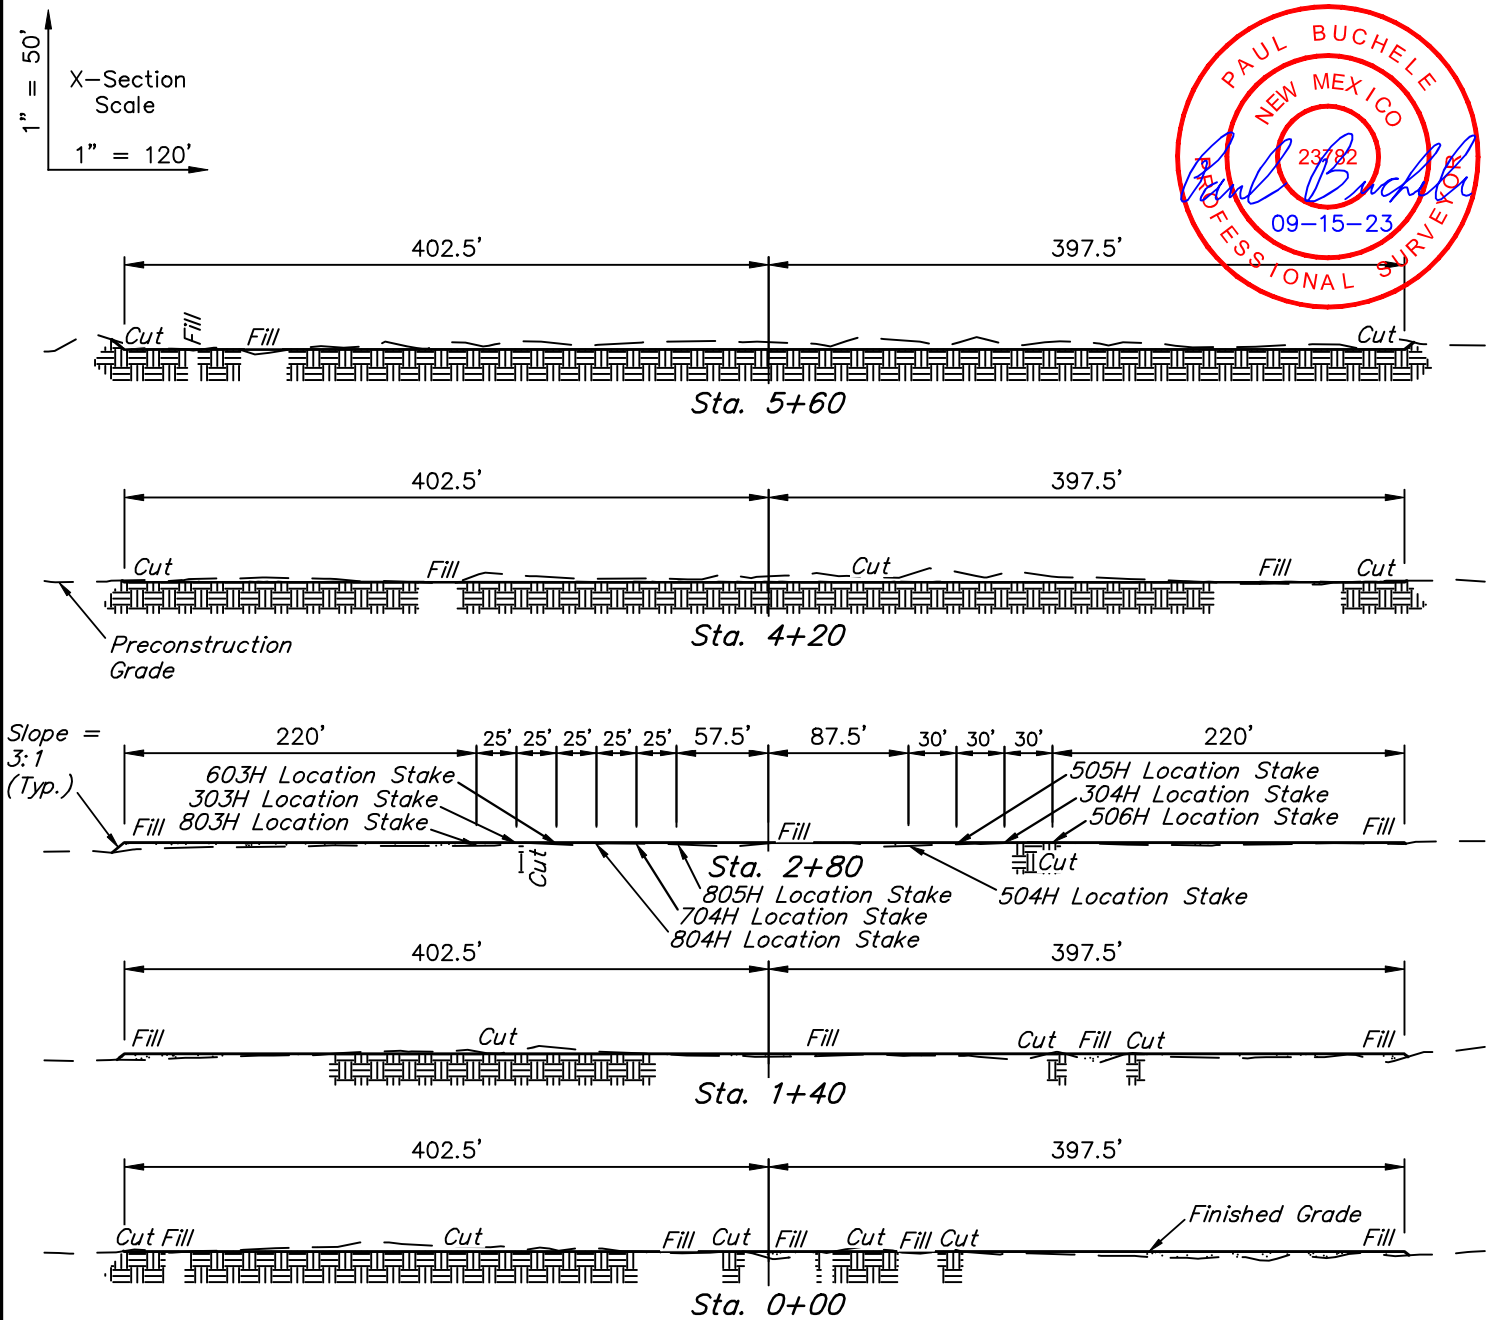 1” = 50’
X-Section
Scale
1” = 120’
PAUL BUCHELE
NEW MEXICO
23782
PROFESSIONAL SURVEYOR
Paul Buchele
09-15-23
402.5’ 397.5’
Cut Fill Fill Cut
Sta. 5+60
402.5’ 397.5’
Cut Fill Cut Fill Cut
Sta. 4+20
Preconstruction
Grade
Slope =
3:1
(Typ.)
220’ 25’ 25’ 25’ 25’ 25’ 57.5’ 87.5’ 30’ 30’ 30’ 220’
603H Location Stake 505H Location Stake
303H Location Stake 304H Location Stake
803H Location Stake 506H Location Stake
Fill Fill Fill
Cut Cut
Sta. 2+80
805H Location Stake 504H Location Stake
704H Location Stake
804H Location Stake
402.5’ 397.5’
Fill Cut Fill Cut Fill Cut Fill
Sta. 1+40
402.5’ 397.5’
Finished Grade
Cut Fill Cut Fill Cut Fill Cut Fill Cut Fill
Sta. 0+00